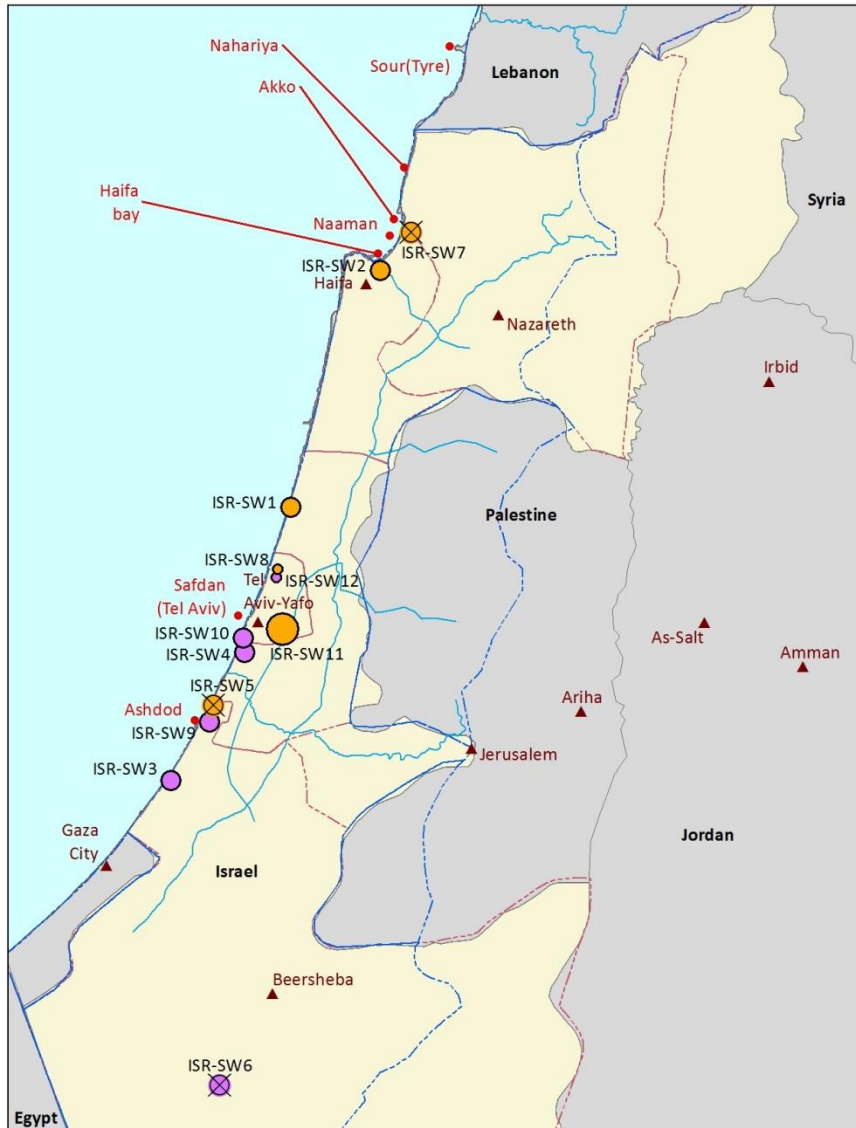 Nahariya
Sour(Tyre)
Lebanon
Akko
Haifa
bay
Naaman
Syria
ISR-SW7
ISR-SW2
Haifa
Nazareth
Irbid
ISR-SW1
Palestine
ISR-SW8
Tel
ISR-SW12
Safdan
(Tel Aviv)
Aviv-Yafo
ISR-SW10
ISR-SW4
ISR-SW11
As-Salt
Amman
ISR-SW5
Ashdod
ISR-SW9
Ariha
Jerusalem
ISR-SW3
Gaza
City
Israel
Jordan
Beersheba
ISR-SW6
Egypt